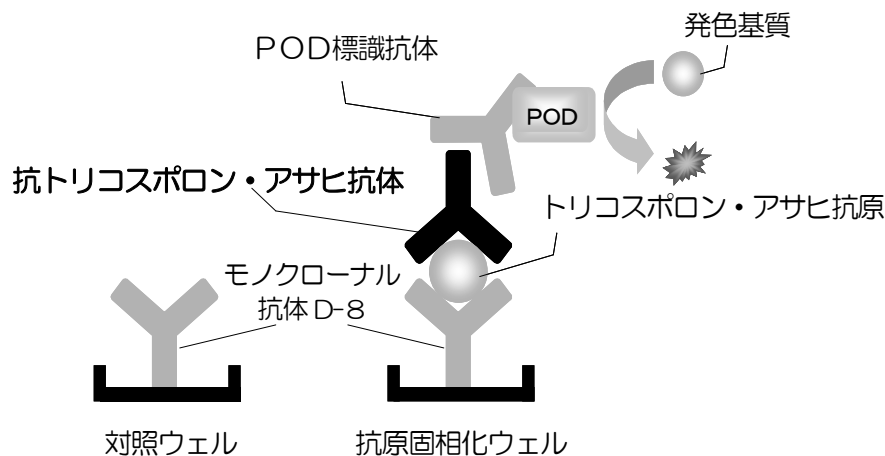 発色基質
ＰＯＤ標識抗体
POD
抗トリコスポロン・アサヒ抗体
トリコスポロン・アサヒ抗原
モノクローナル
抗体Ｄ-８
対照ウェル
抗原固相化ウェル